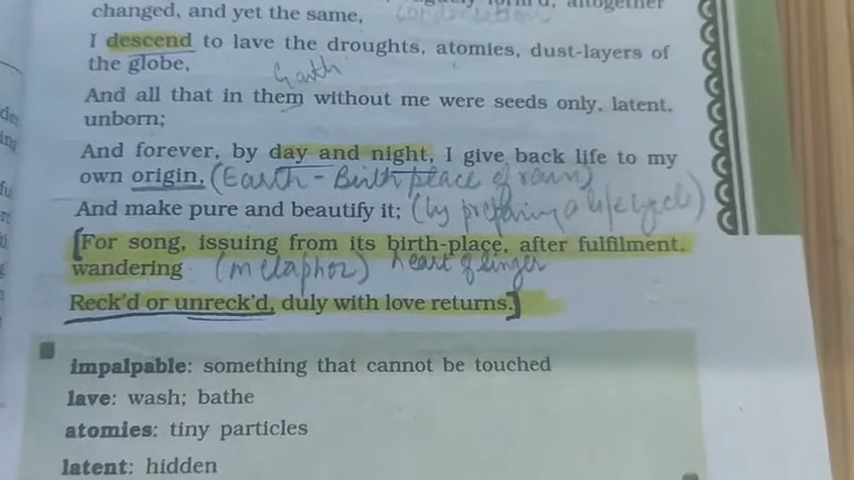 changed, and yet the same,
I descend to lave the droughts, atomies, dust-layers of
the globe,
Earth
And all that in them without me were seeds only, latent,
unborn;
And forever, by day and night, I give back life to my
own origin, (Earth - Birth place of rain)
And make pure and beautify it; (by preparing a life cycle)
[For song, issuing from its birth-place, after fulfilment,
wandering (metaphor) heart of singer
Reck'd or unreck'd, duly with love returns.]
impalpable: something that cannot be touched
lave: wash; bathe
atomies: tiny particles
latent: hidden